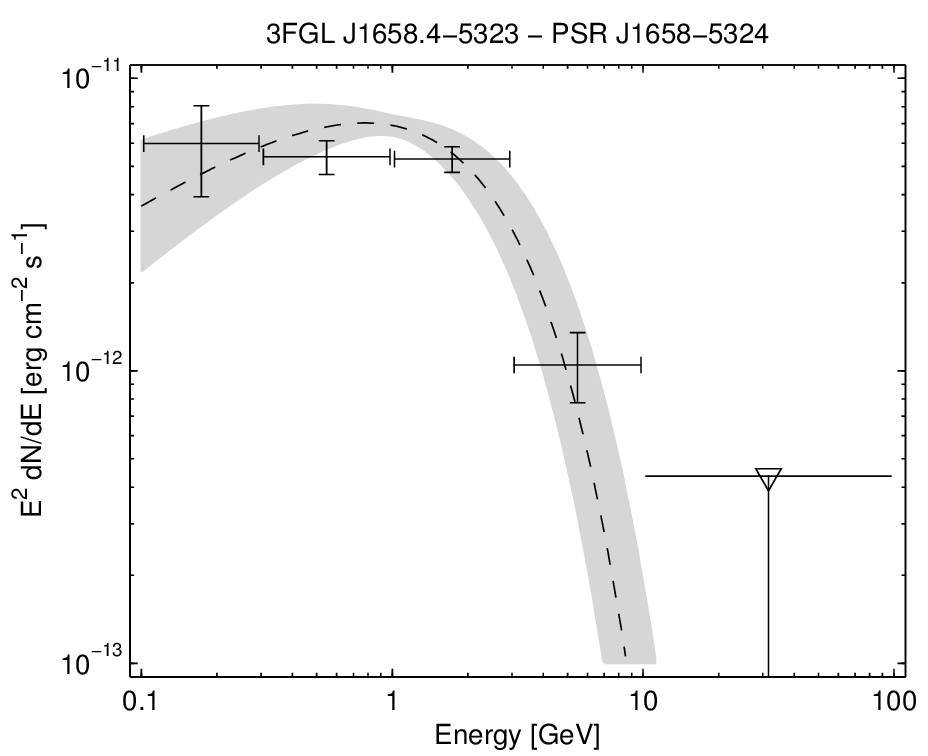 3FGL J1658.4−5323 − PSR J1658−5324
10⁻¹¹
10⁻¹²
10⁻¹³
E² dN/dE [erg cm⁻² s⁻¹]
0.1 1 10 100
Energy [GeV]